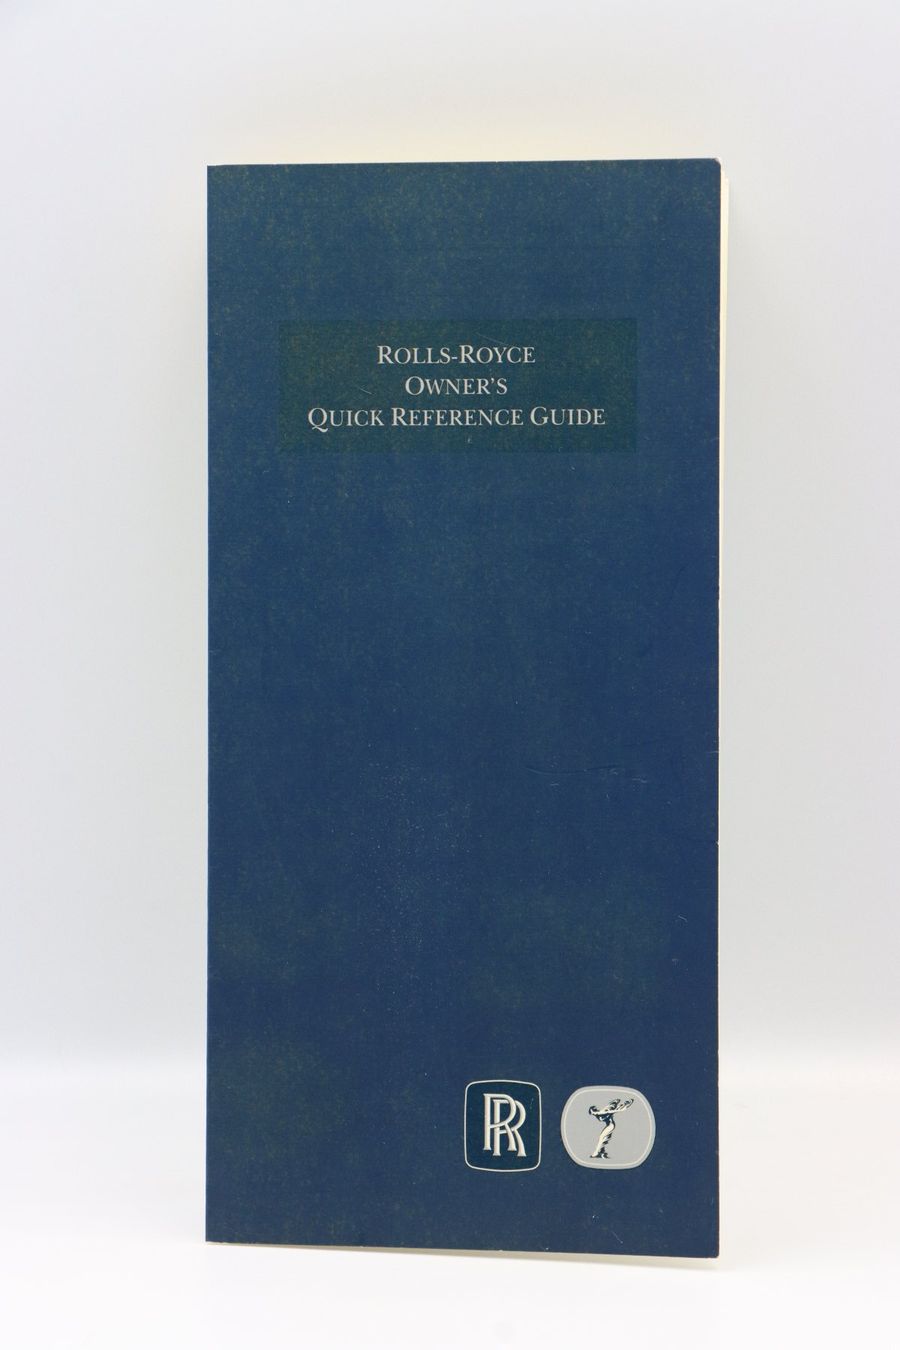 ROLLS-ROYCE
OWNER'S
QUICK REFERENCE GUIDE
RR